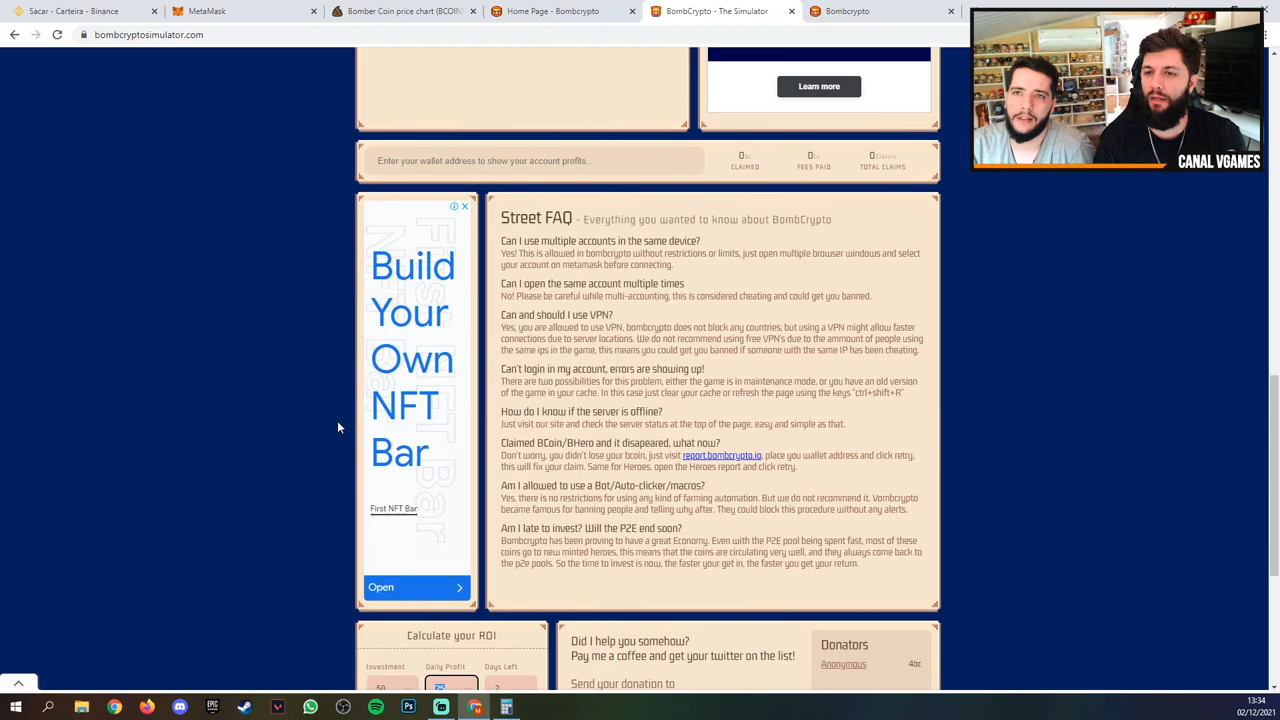 25 - Sacar - Binance
MetaMask
Bomber Coin price chart (BCOIN)
Home Page - Bombcrypto
BombCrypto - The Simulator
Bombcrypto
bombcryptosimulator.com
Learn more
Enter your wallet address to show your account profits...
0
CLAIMED
0
FEES PAID
0 Claims
TOTAL CLAIMS
CANAL VGAMES
Build
Your
Own
NFT
Bar
First NFT Bar
Open
Street FAQ - Everything you wanted to know about BombCrypto
Can I use multiple accounts in the same device?
Yes! This is allowed in bombcrypto without restrictions or limits, just open multiple browser windows and select
your account on metamask before connecting.
Can I open the same account multiple times
No! Please be careful while multi-accounting, this is considered cheating and could get you banned.
Can and should I use VPN?
Yes, you are allowed to use VPN, bombcrypto does not block any countries, but using a VPN might allow faster
connections due to server locations. We do not recommend using free VPN's due to the ammount of people using
the same ips in the game, this means you could get you banned if someone with the same IP has been cheating.
Can't login in my account, errors are showing up!
There are two possibilities for this problem, either the game is in maintenance mode, or you have an old version
of the game in your cache. In this case just clear your cache or refresh the page using the keys "ctrl+shift+R"
How do I know if the server is offline?
Just visit our site and check the server status at the top of the page, easy and simple as that.
Claimed BCoin/BHero and it disapeared, what now?
Don't worry, you didn't lose your bcoin, just visit report.bombcrypto.io, place you wallet address and click retry,
this will fix your claim. Same for Heroes, open the Heroes report and click retry.
Am I allowed to use a Bot/Auto-clicker/macros?
Yes, there is no restrictions for using any kind of farming automation. But we do not recommend it. Vombcrypto
became famous for banning people and telling why after. They could block this procedure without any alerts.
Am I late to invest? Will the P2E end soon?
Bombcrypto has been proving to have a great Economy. Even with the P2E pool being spent fast, most of these
coins go to new minted heroes, this means that the coins are circulating very well, and they always come back to
the p2e pools. So the time to invest is now, the faster your get in, the faster you get your return.
Calculate your ROI
Investment
Daily Profit
Days Left
50
25
2
Did I help you somehow?
Pay me a coffee and get your twitter on the list!
Send your donation to
Donators
Anonymous
4bc
13:34
02/12/2021